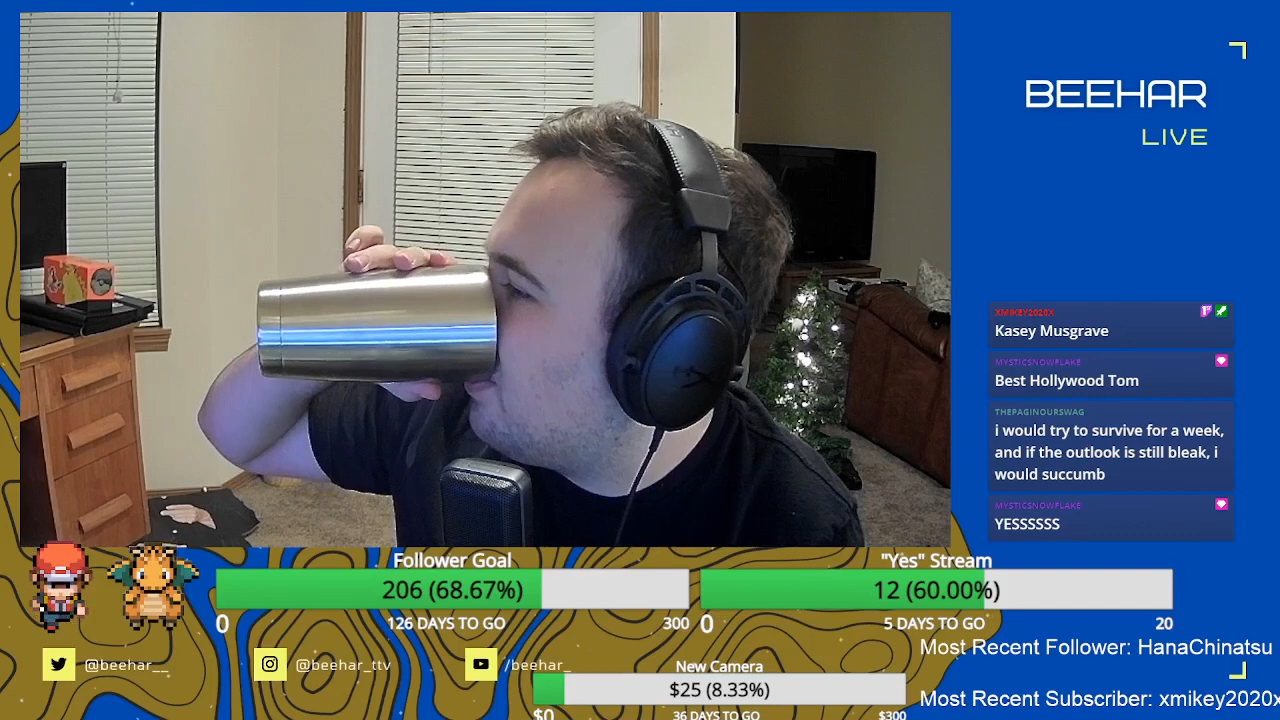 BEEHAR
LIVE
XMIKEY2020X
Kasey Musgrave
MYSTICSNOWFLAKE
Best Hollywood Tom
THEPAGINOURSWAG
i would try to survive for a week,
and if the outlook is still bleak, i
would succumb
MYSTICSNOWFLAKE
YESSSSSS
Follower Goal
206 (68.67%)
0
126 DAYS TO GO
300
"Yes" Stream
12 (60.00%)
0
5 DAYS TO GO
20
Most Recent Follower: HanaChinatsu
@beehar__
@beehar_ttv
/beehar_
New Camera
$25 (8.33%)
$0
36 DAYS TO GO
$300
Most Recent Subscriber: xmikey2020x